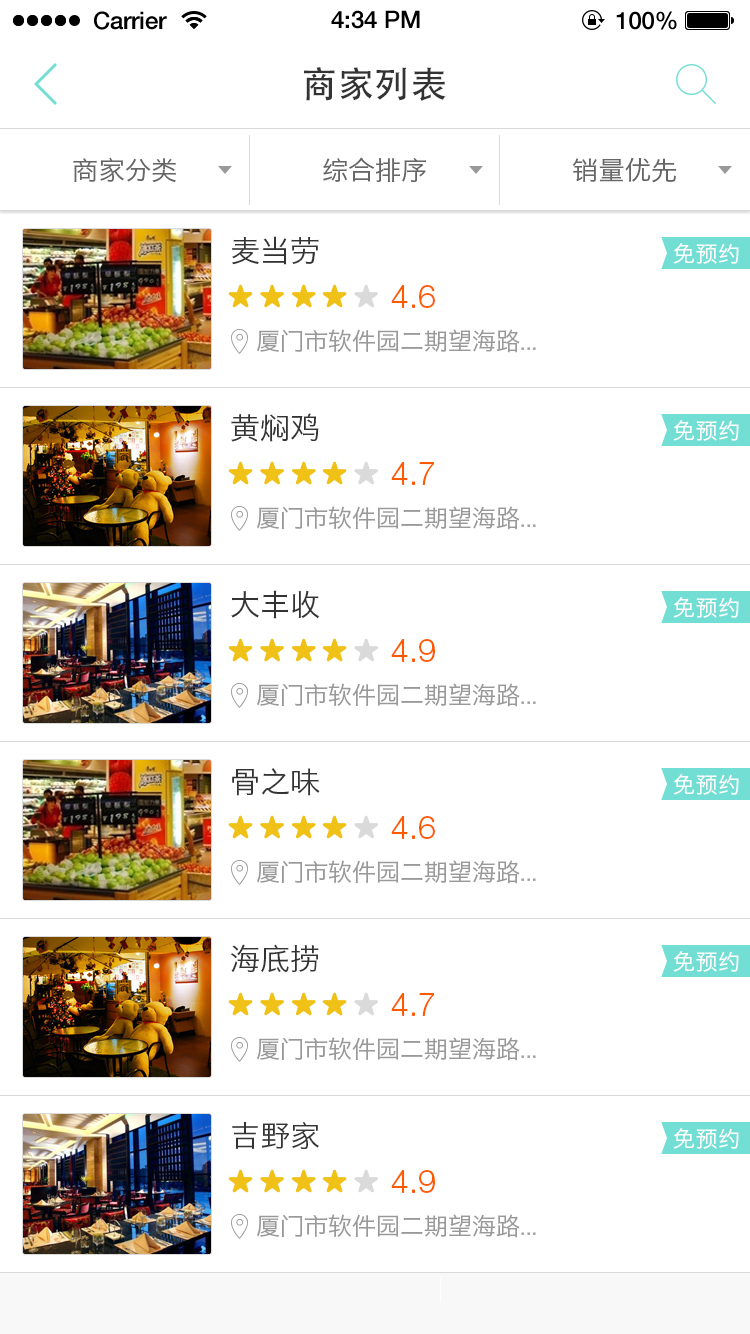 Carrier 4:34 PM 100%
商家列表
商家分类 综合排序 销量优先
麦当劳 免预约
4.6
厦门市软件园二期望海路...
黄焖鸡 免预约
4.7
厦门市软件园二期望海路...
大丰收 免预约
4.9
厦门市软件园二期望海路...
骨之味 免预约
4.6
厦门市软件园二期望海路...
海底捞 免预约
4.7
厦门市软件园二期望海路...
吉野家 免预约
4.9
厦门市软件园二期望海路...